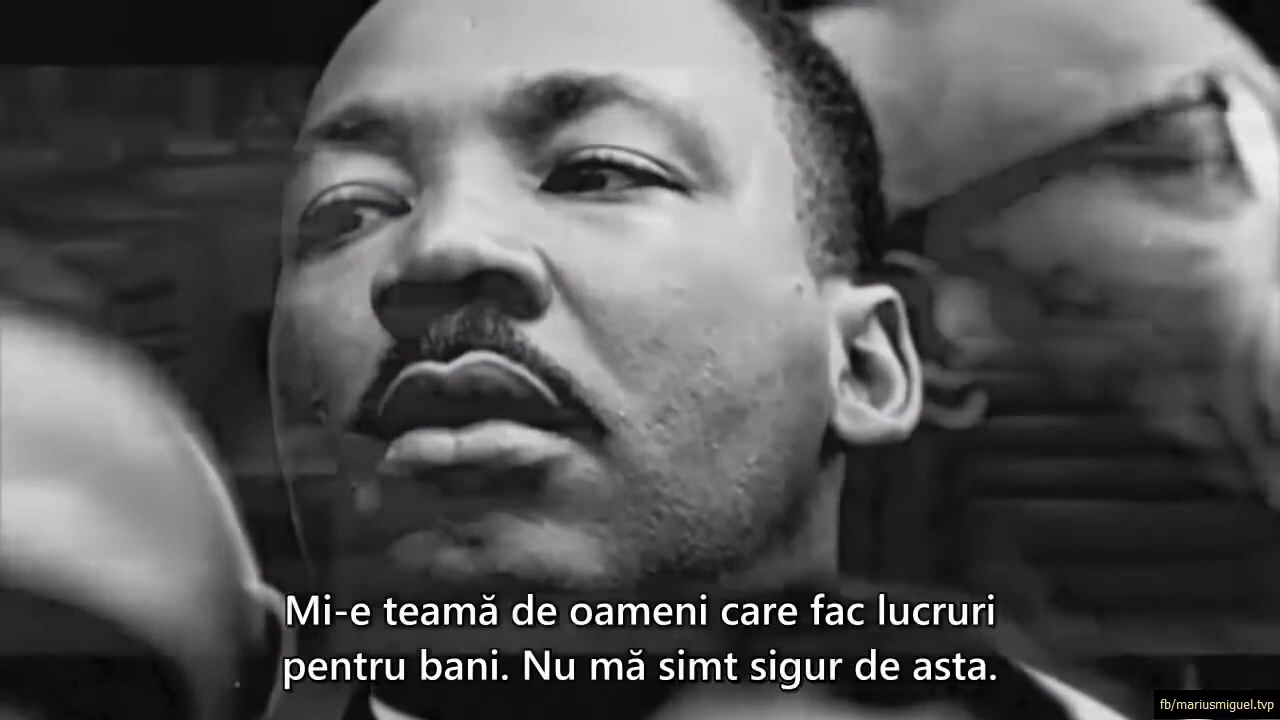 Mi-e teamă de oameni care fac lucruri
pentru bani. Nu mă simt sigur de asta.
fb/mariusmiguel.tvp